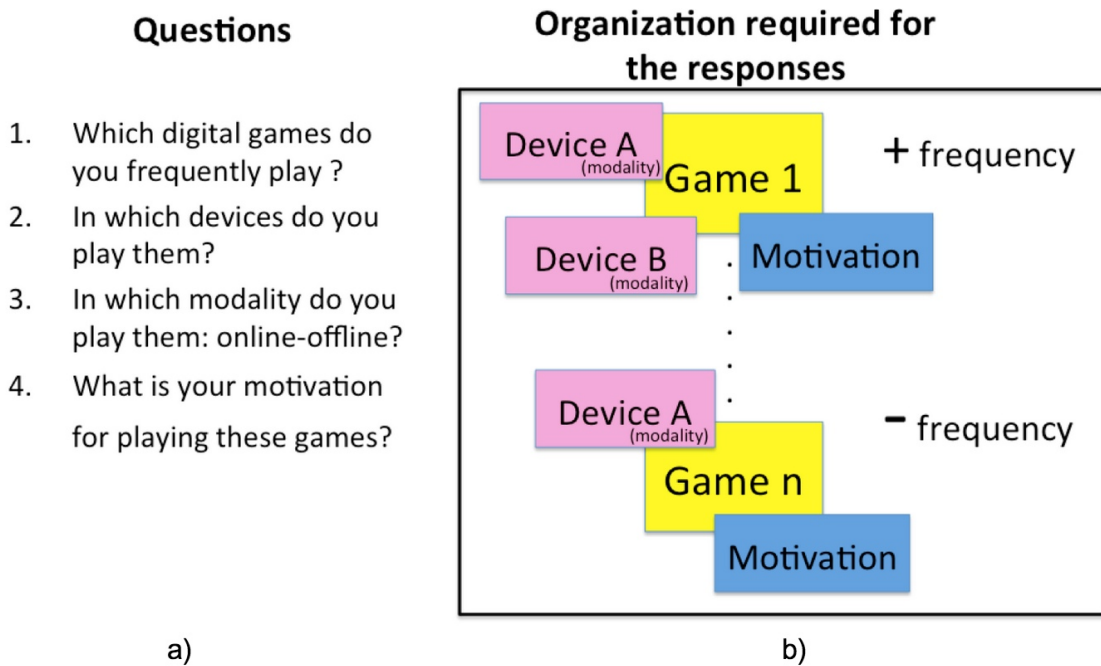 Questions
1. Which digital games do
you frequently play ?
2. In which devices do you
play them?
3. In which modality do you
play them: online-offline?
4. What is your motivation
for playing these games?
a)
Organization required for
the responses
Device A
(modality)
Game 1
+ frequency
Device B
(modality)
Motivation
Device A
(modality)
- frequency
Game n
Motivation
b)